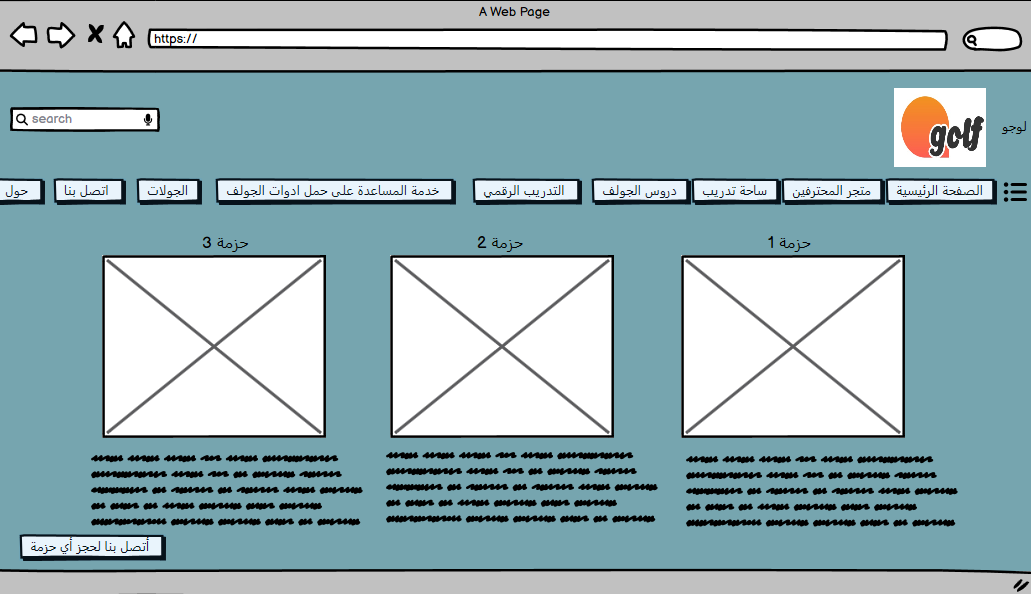 A Web Page
https://
search
golf
لوجو
الصفحة الرئيسية
متجر المحترفين
ساحة تدريب
دروس الجولف
التدريب الرقمي
خدمة المساعدة على حمل ادوات الجولف
الجولات
اتصل بنا
حول
حزمة 1
حزمة 2
حزمة 3
أتصل بنا لحجز أي حزمة